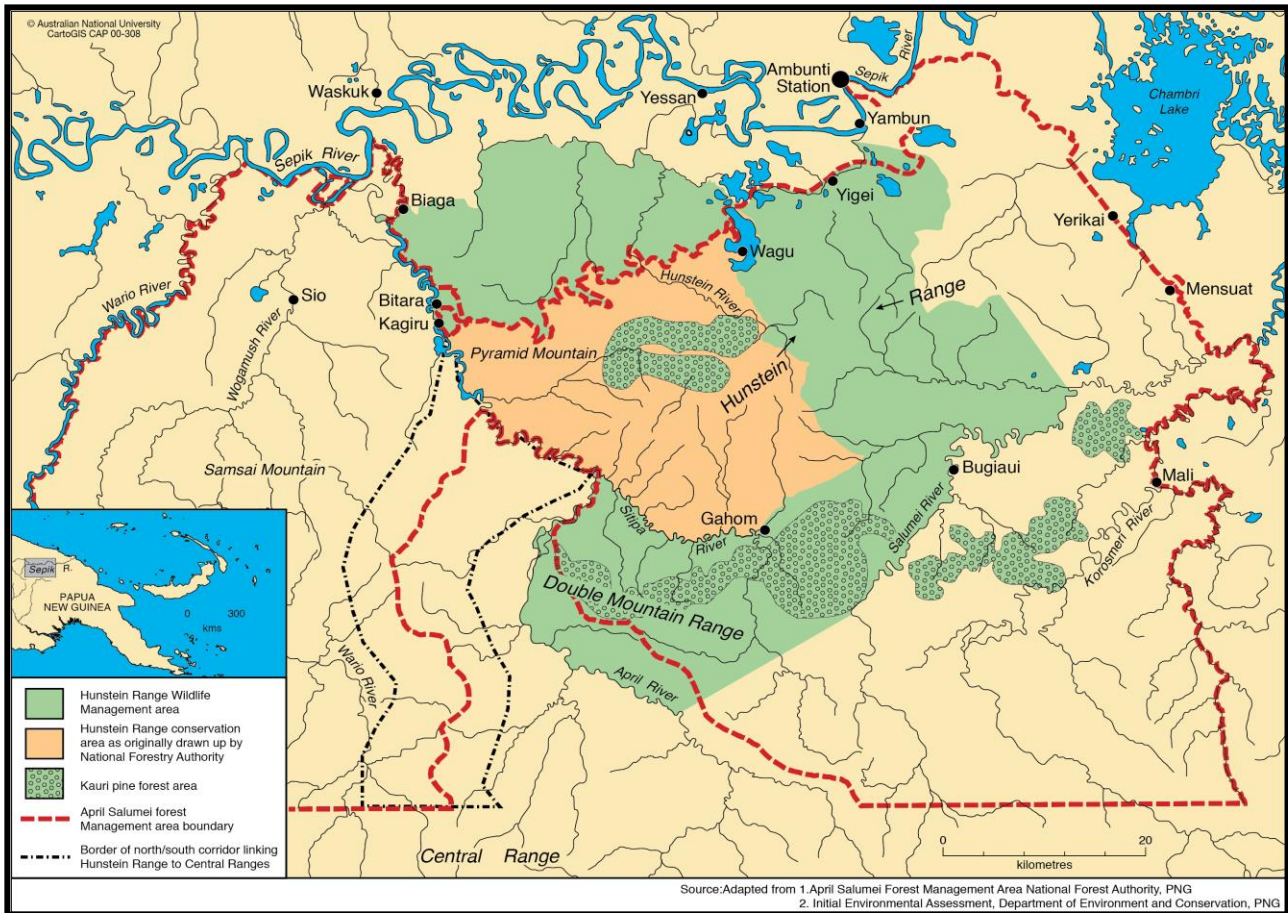 © Australian National University
CartoGIS CAP 00-308
Waskuk
Yessan
Ambunti
Station
Sepik
River
Chambri
Lake
Yambun
Sepik River
Biaga
Yigei
Yerikai
Wagu
Wario River
Sio
Hunstein River
Bitara
Range
Mensuat
Kagiru
Wogamush River
Pyramid Mountain
Hunstein
Samsai Mountain
Bugiaui
Mali
Sitipa
River
Gahom
Salumei River
Korosmeri River
Double Mountain Range
Wario River
April River
Central Range
Sepik R.
PAPUA
NEW GUINEA
0 300
kms
Hunstein Range Wildlife
Management area
Hunstein Range conservation
area as originally drawn up by
National Forestry Authority
Kauri pine forest area
April Salumei forest
Management area boundary
Border of north/south corridor linking
Hunstein Range to Central Ranges
0 20
kilometres
Source:Adapted from 1.April Salumei Forest Management Area National Forest Authority, PNG
2. Initial Environmental Assessment, Department of Environment and Conservation, PNG